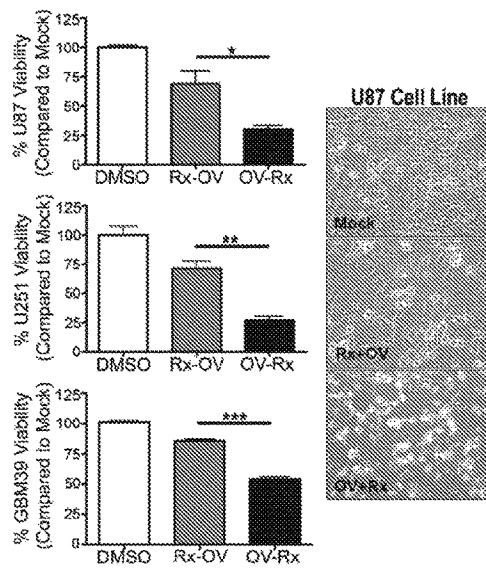 % U87 Viability
(Compared to Mock)
125
100
75
50
25
0
*
DMSO Rx-OV OV-Rx
% U251 Viability
(Compared to Mock)
125
100
75
50
25
0
**
DMSO Rx-OV OV-Rx
% GBM39 Viability
(Compared to Mock)
125
100
75
50
25
0
***
DMSO Rx-OV OV-Rx
U87 Cell Line
Mock
Rx+OV
OV+Rx